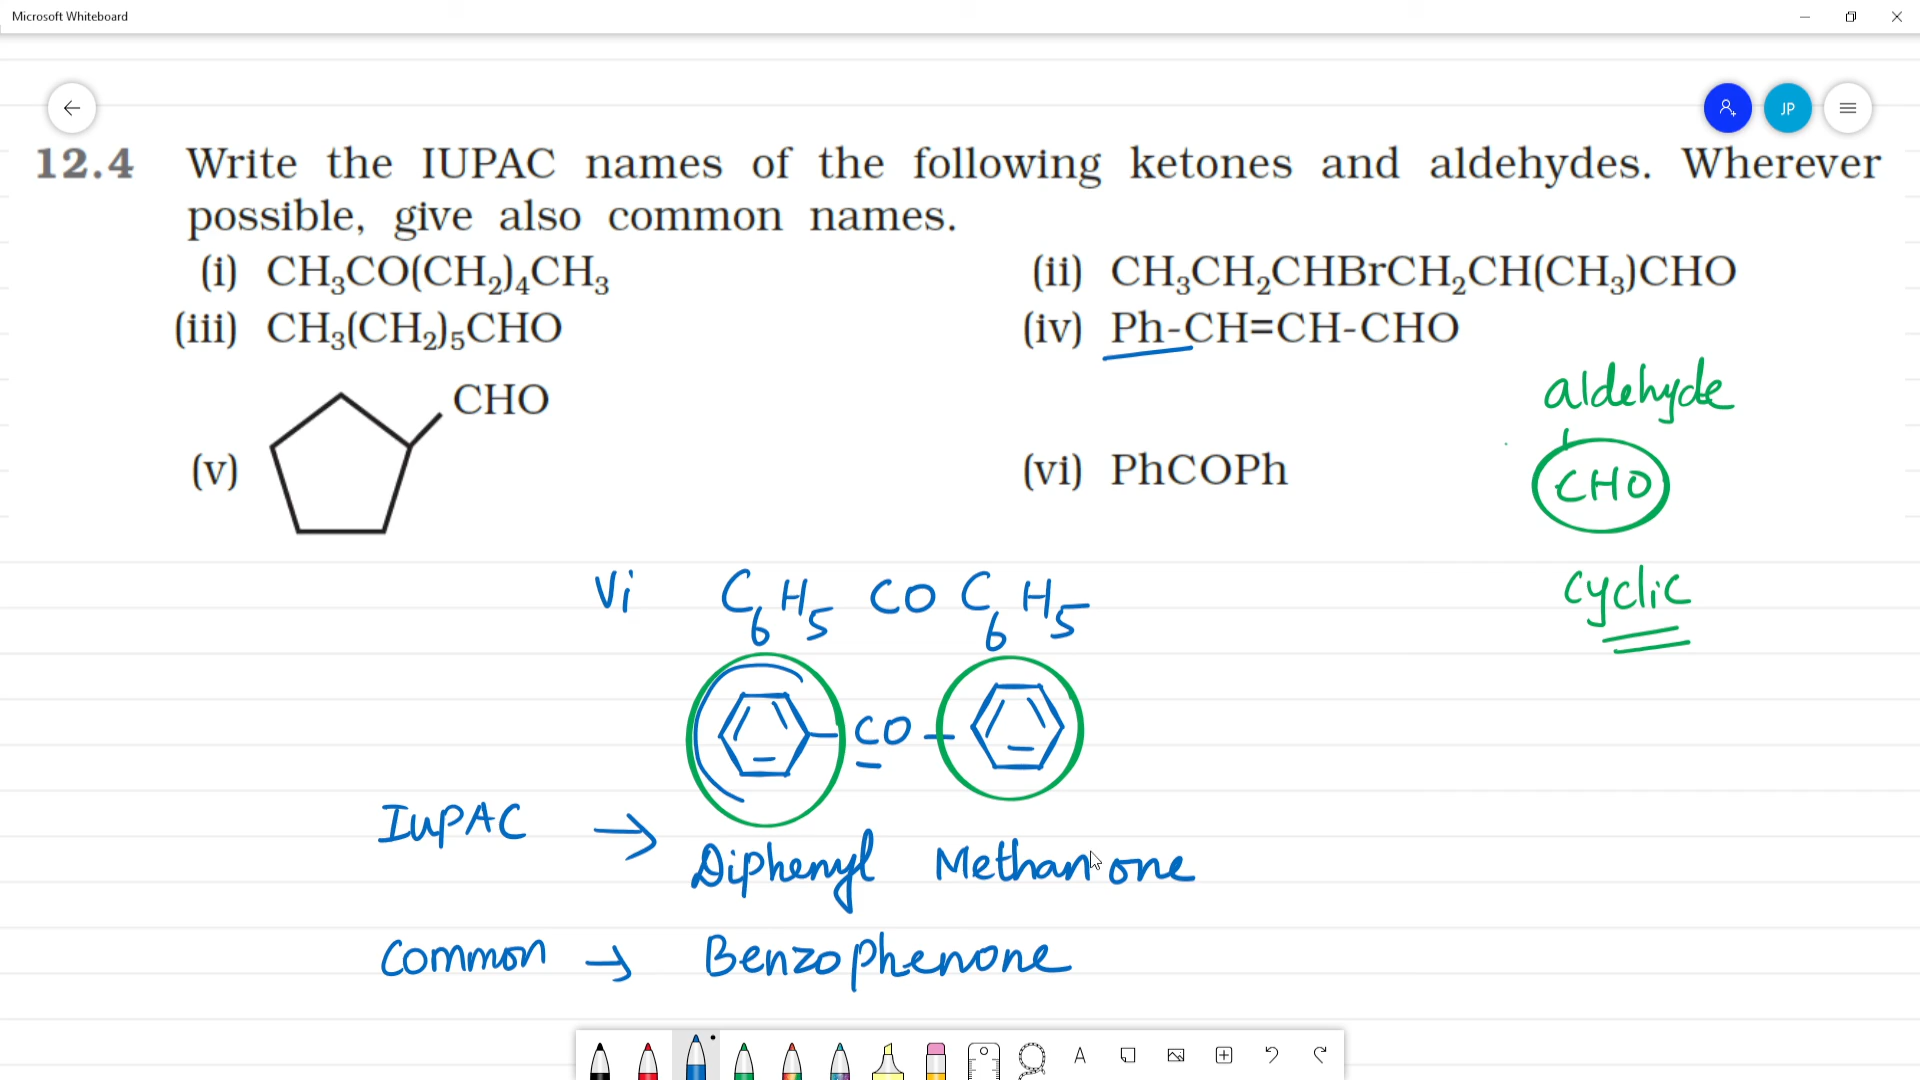 Microsoft Whiteboard
JP
12.4 Write the IUPAC names of the following ketones and aldehydes. Wherever
possible, give also common names.
(i) CH₃CO(CH₂)₄CH₃ (ii) CH₃CH₂CHBrCH₂CH(CH₃)CHO
(iii) CH₃(CH₂)₅CHO (iv) Ph-CH=CH-CHO
aldehyde
CHO
(v) (vi) PhCOPh
CHO
Vi C₆H₅ CO C₆H₅
cyclic
CO
IUPAC → Diphenyl Methanone
Common → Benzophenone
A